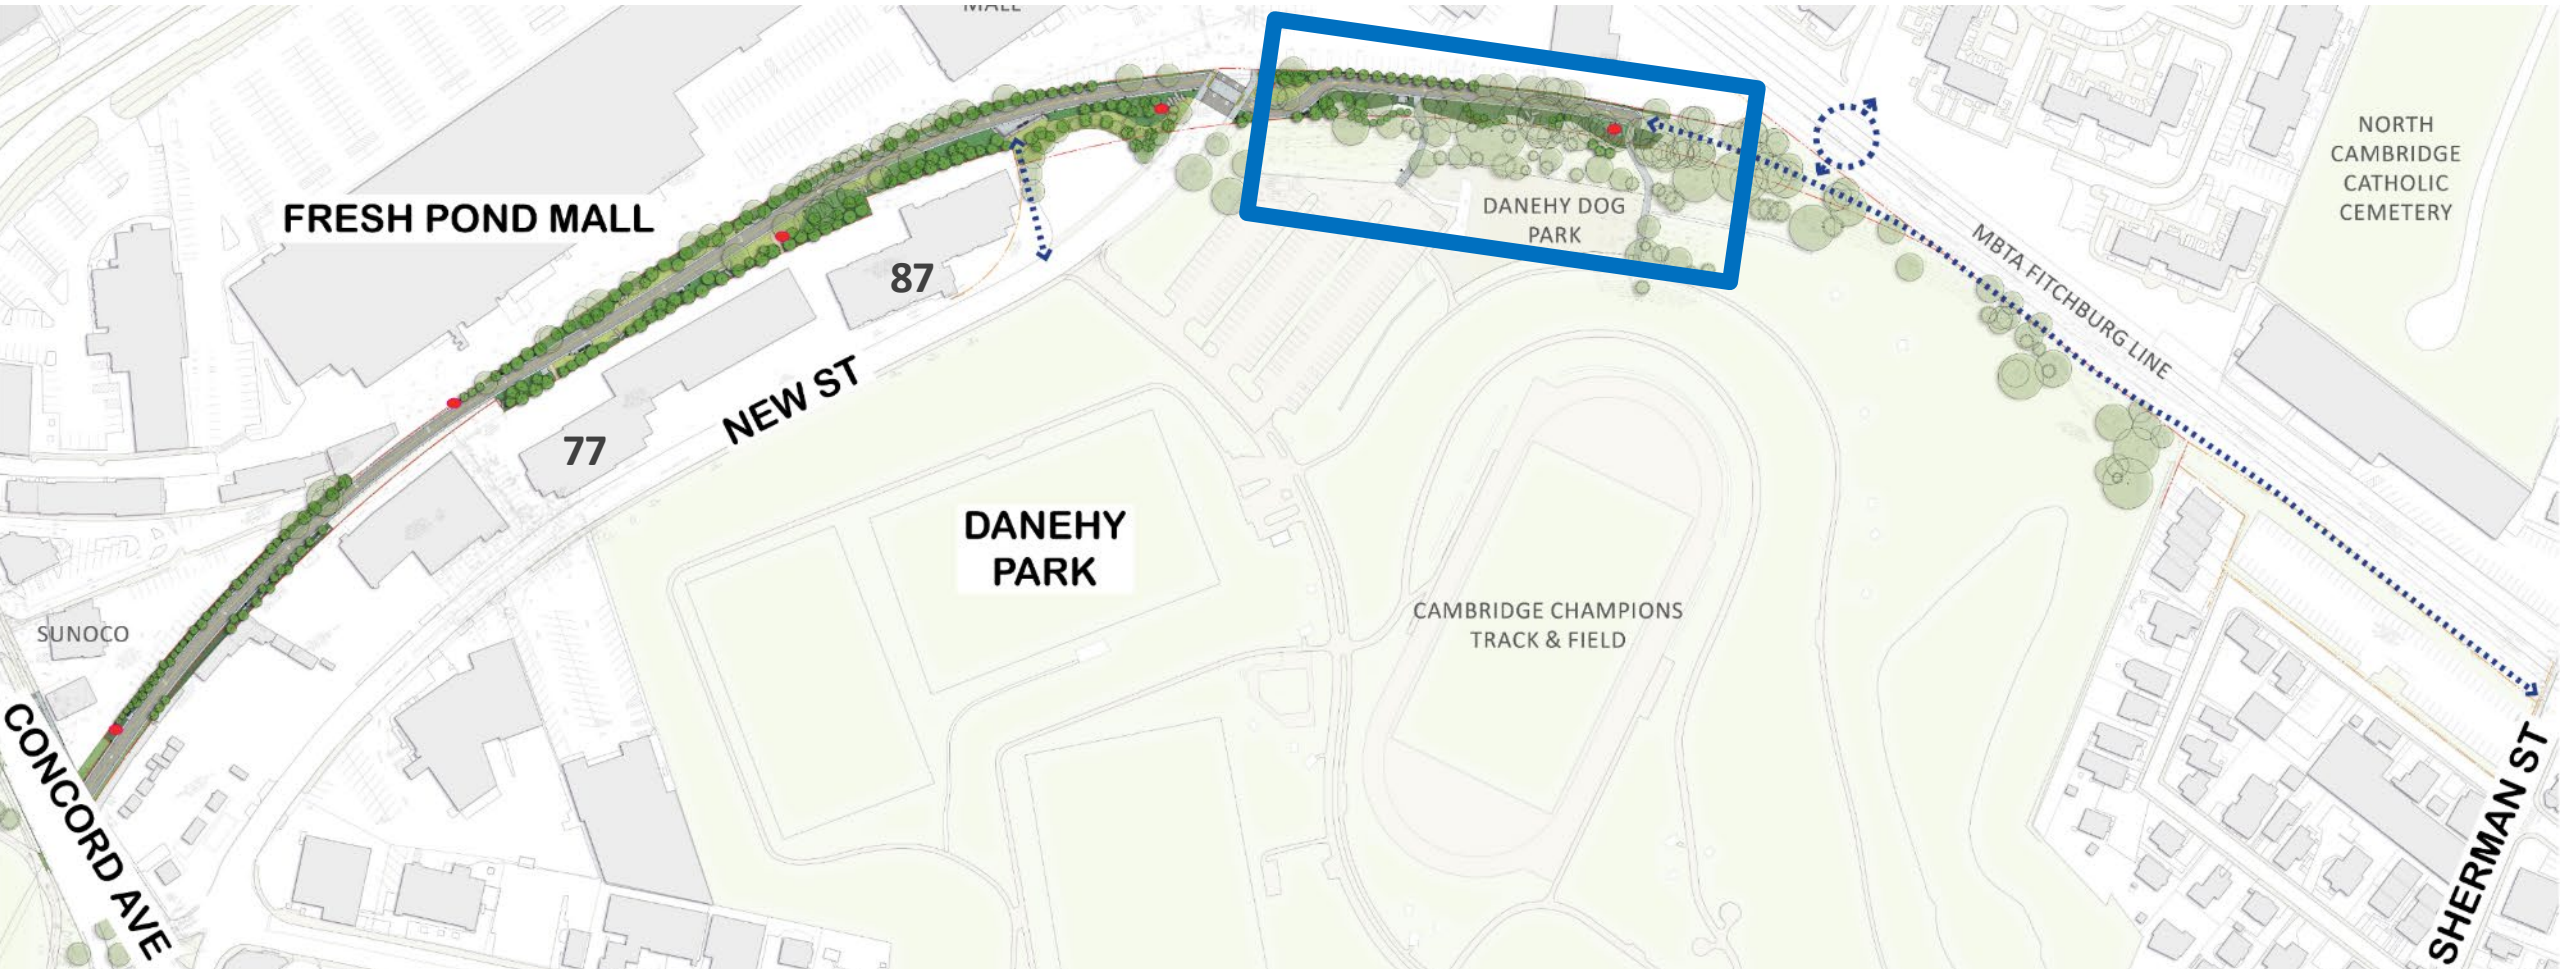 MALL
FRESH POND MALL
87
77
NEW ST
DANEHY DOG
PARK
NORTH
CAMBRIDGE
CATHOLIC
CEMETERY
MBTA FITCHBURG LINE
DANEHY
PARK
CAMBRIDGE CHAMPIONS
TRACK & FIELD
SUNOCO
CONCORD AVE
SHERMAN ST